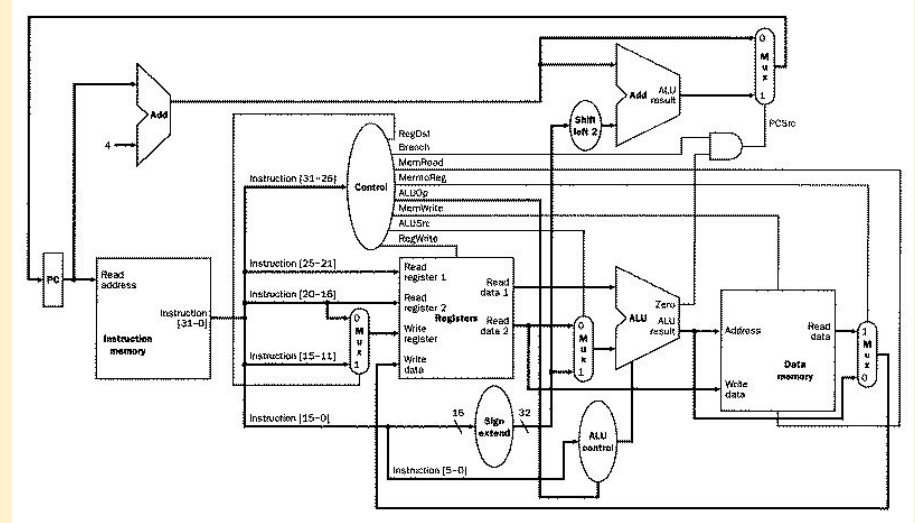 0
M
u
x
1
Add
ALU
result
Add
Shift
left 2
PCSrc
4
RegDst
Branch
MemRead
MemtoReg
ALUOp
MemWrite
ALUSrc
RegWrite
Control
Instruction [31–26]
Instruction [25–21]
Instruction [20–16]
Instruction [15–11]
Instruction [15–0]
Instruction [5–0]
PC
Read
address
Instruction
[31–0]
Instruction
memory
0
M
u
x
1
Read
register 1
Read
register 2
Write
register
Write
data
Registers
Read
data 1
Read
data 2
0
M
u
x
1
Zero
ALU
ALU
result
Address
Read
data
Data
memory
Write
data
1
M
u
x
0
16
Sign
extend
32
ALU
control